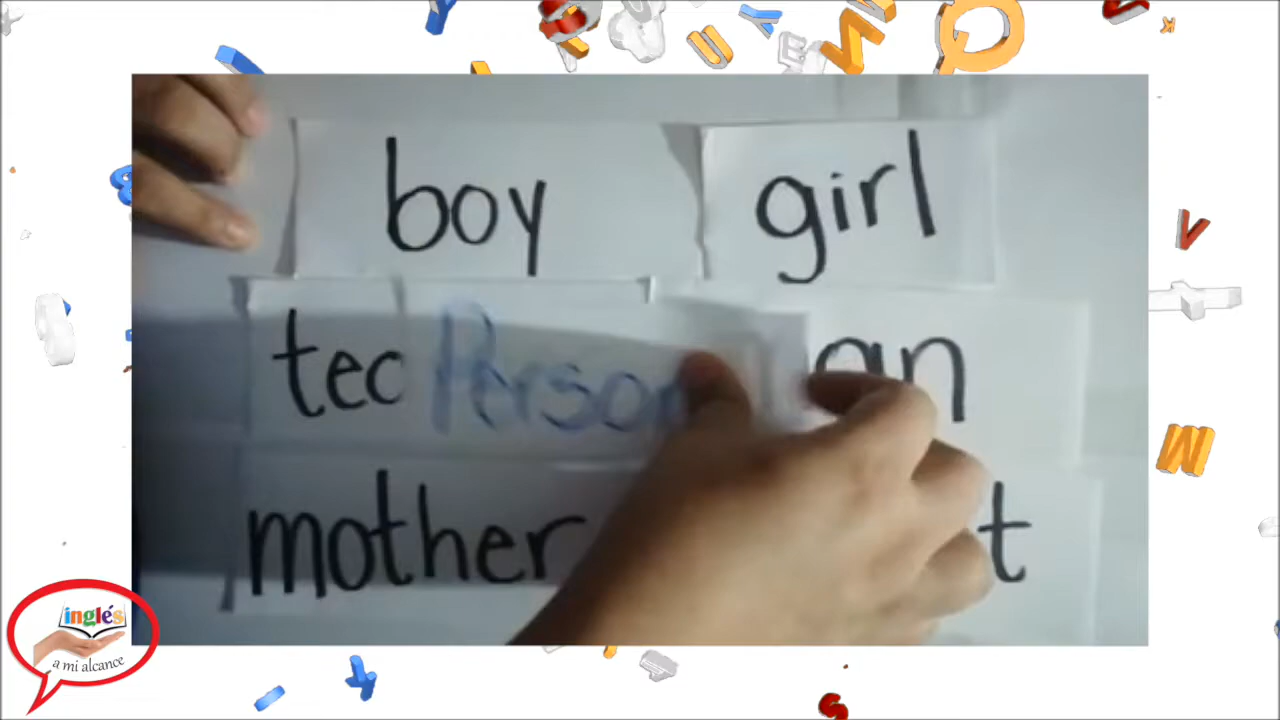 boy girl
tec Person an
mother t
inglés
a mi alcance